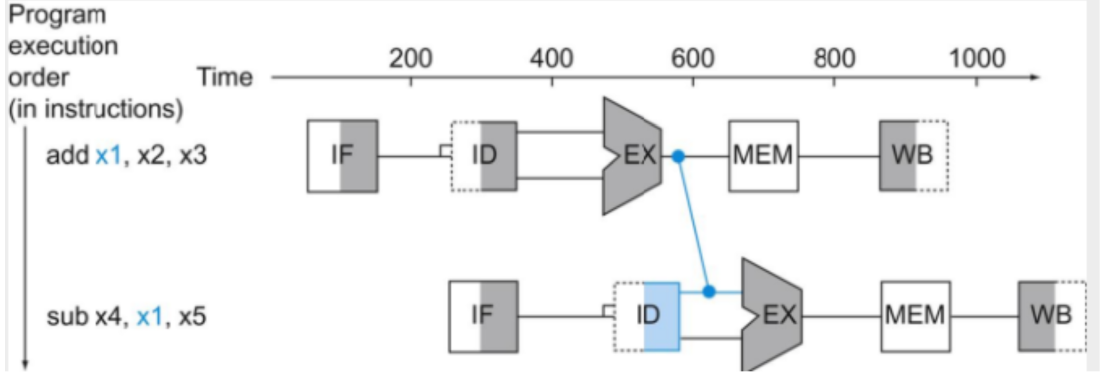 Program
execution
order
(in instructions)
Time
200 400 600 800 1000
add x1, x2, x3
IF ID EX MEM WB
sub x4, x1, x5
IF ID EX MEM WB